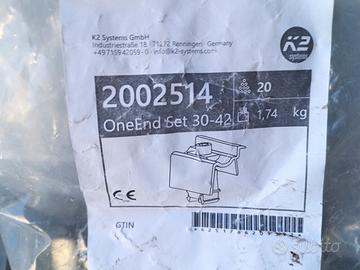 K2 Systems GmbH
Industriestraße 18 · 71272 Renningen · Germany
+49 7159 42059 - 0 · info@k2-systems.com
K2
systems
2002514
20
OneEnd Set 30-42
1,74 kg
CE
GTIN
subito